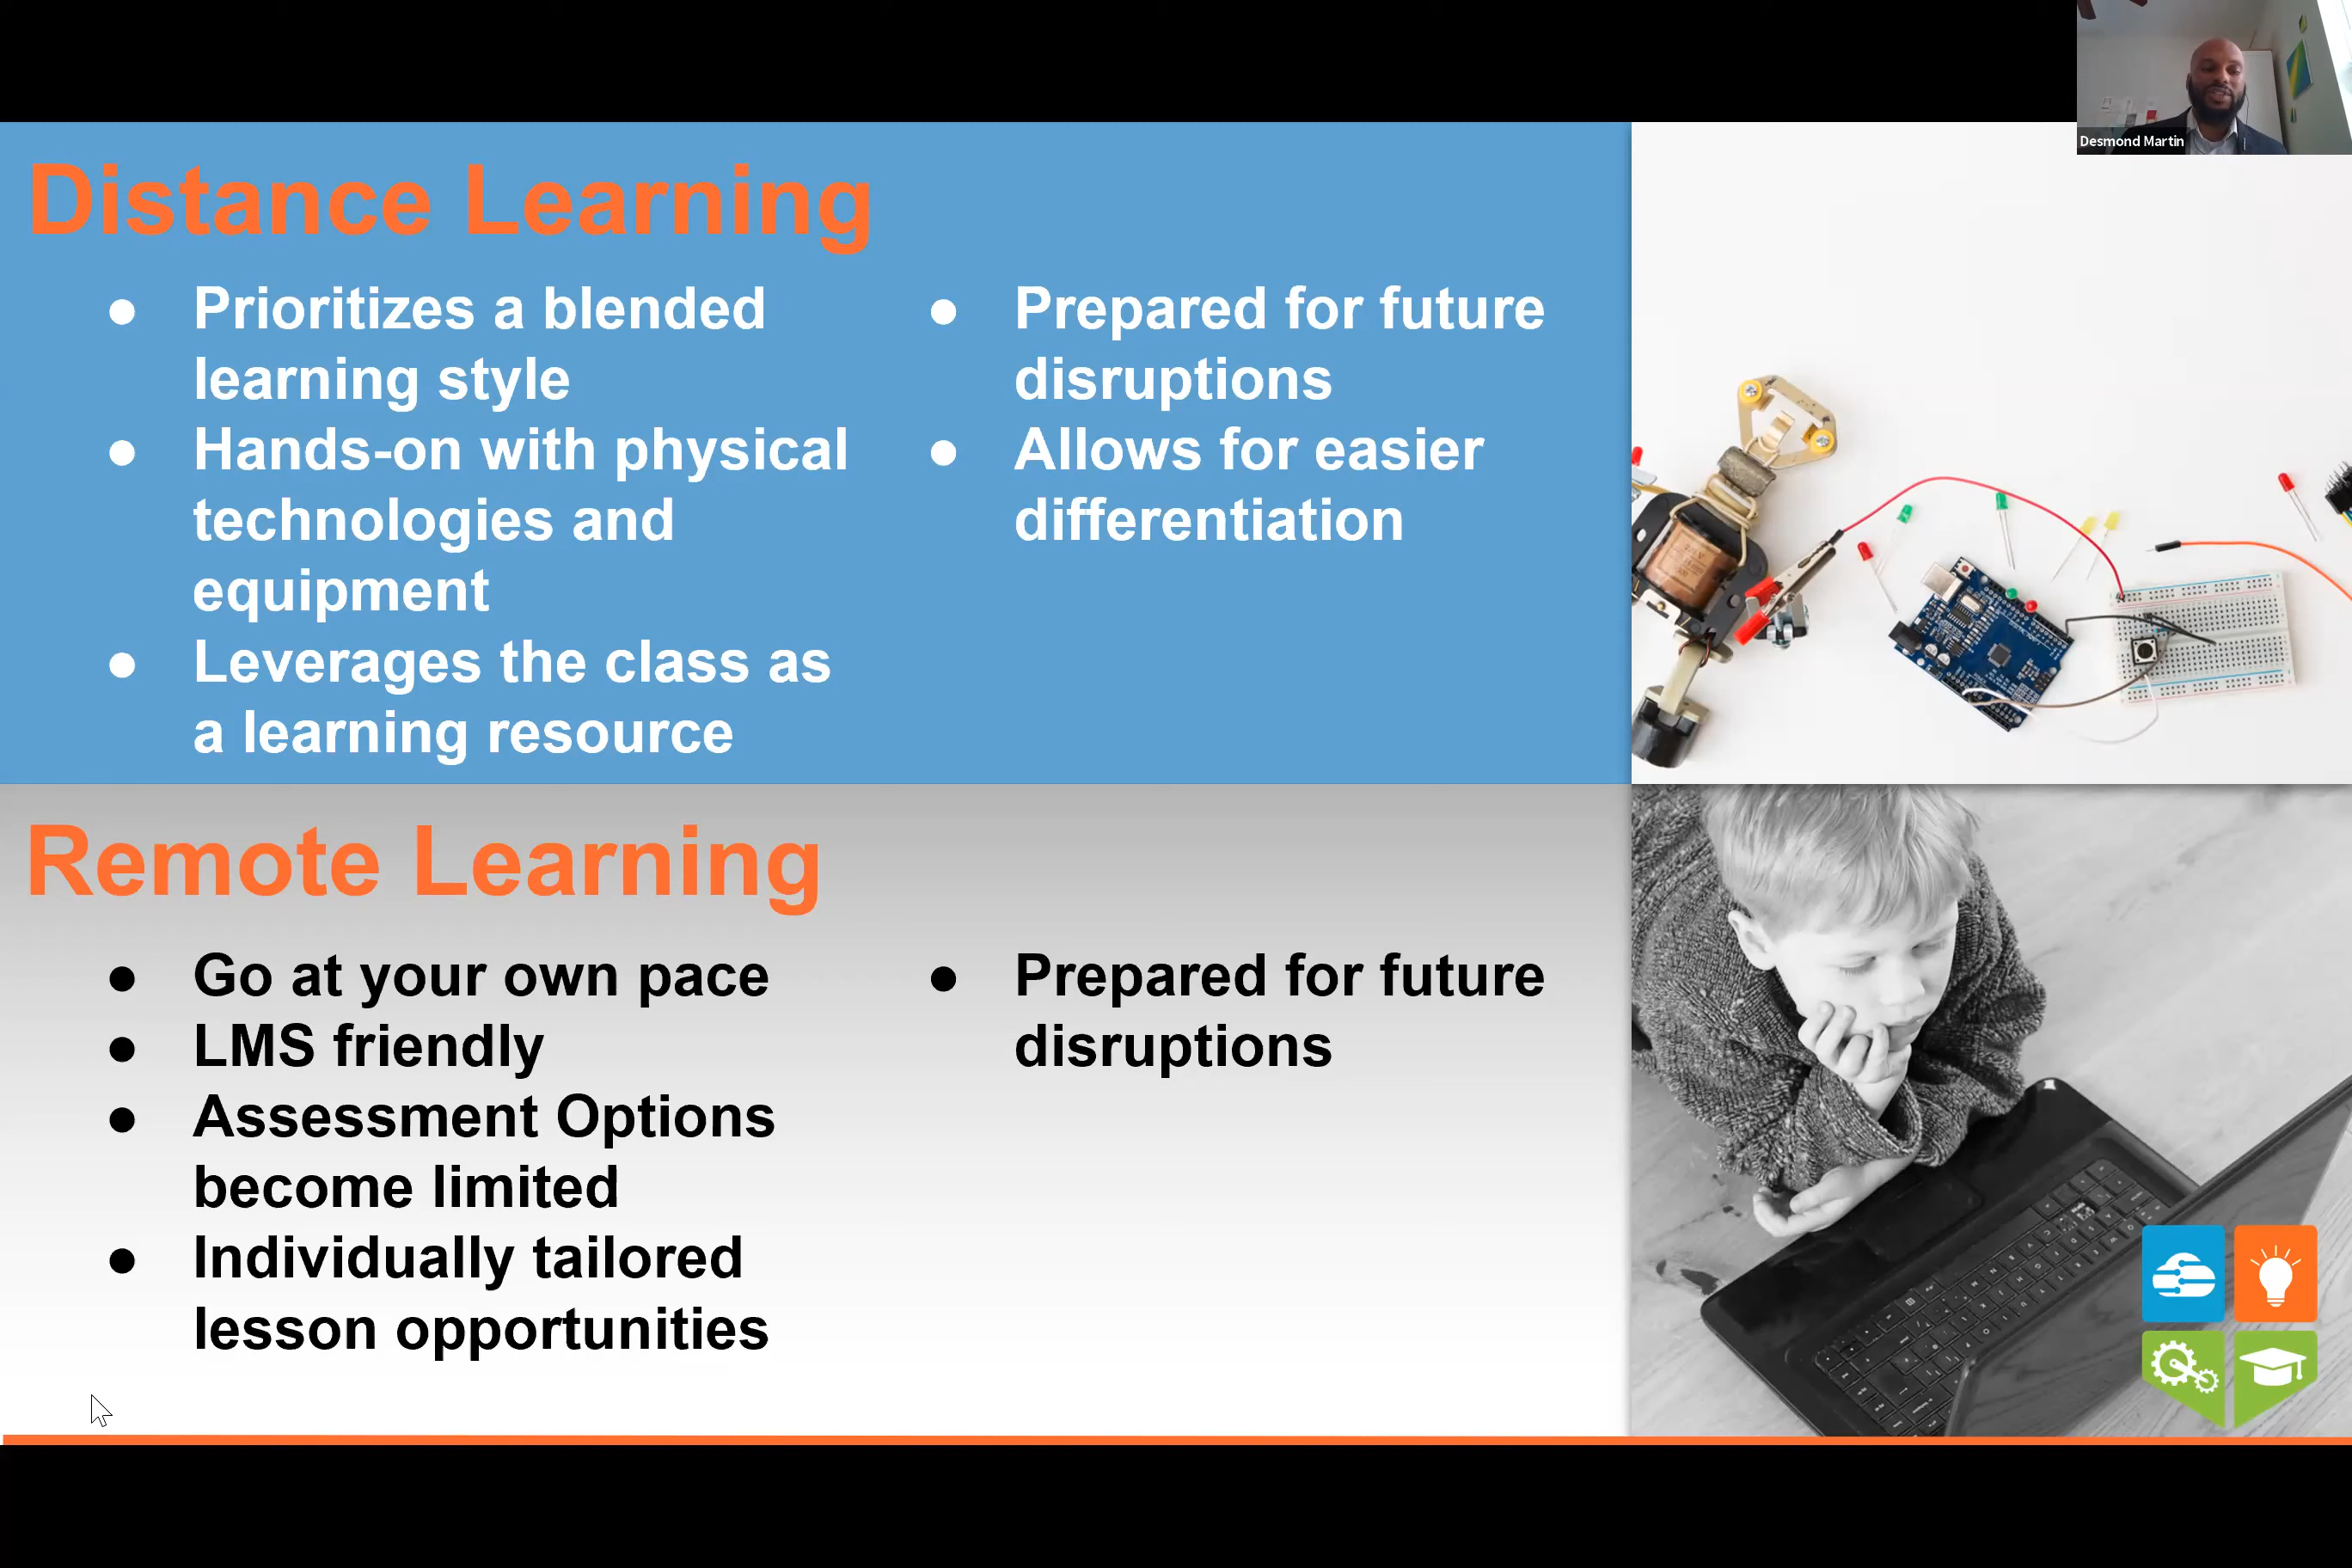 Desmond Martin
Distance Learning
● Prioritizes a blended
learning style
● Hands-on with physical
technologies and
equipment
● Leverages the class as
a learning resource
● Prepared for future
disruptions
● Allows for easier
differentiation
Remote Learning
● Go at your own pace
● LMS friendly
● Assessment Options
become limited
● Individually tailored
lesson opportunities
● Prepared for future
disruptions